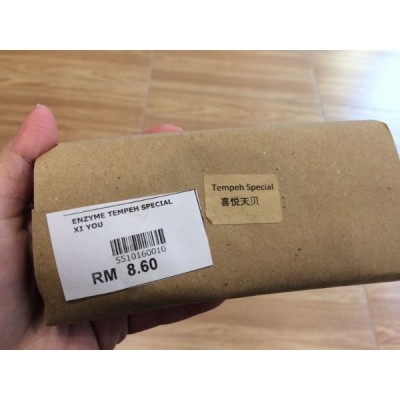 ENZYME TEMPEH SPECIAL
XI YOU
5510160010
RM 8.60
Tempeh Special
喜悦天贝